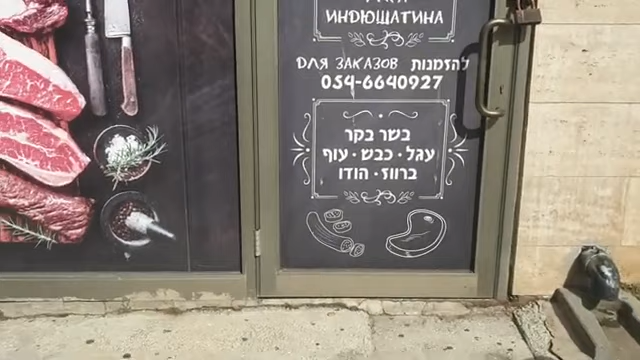 ИНДЮШАТИНА
ДЛЯ ЗАКАЗОВ להזמנות
054-6640927
בשר בקר
עגל · כבש · עוף
ברווז · הודו